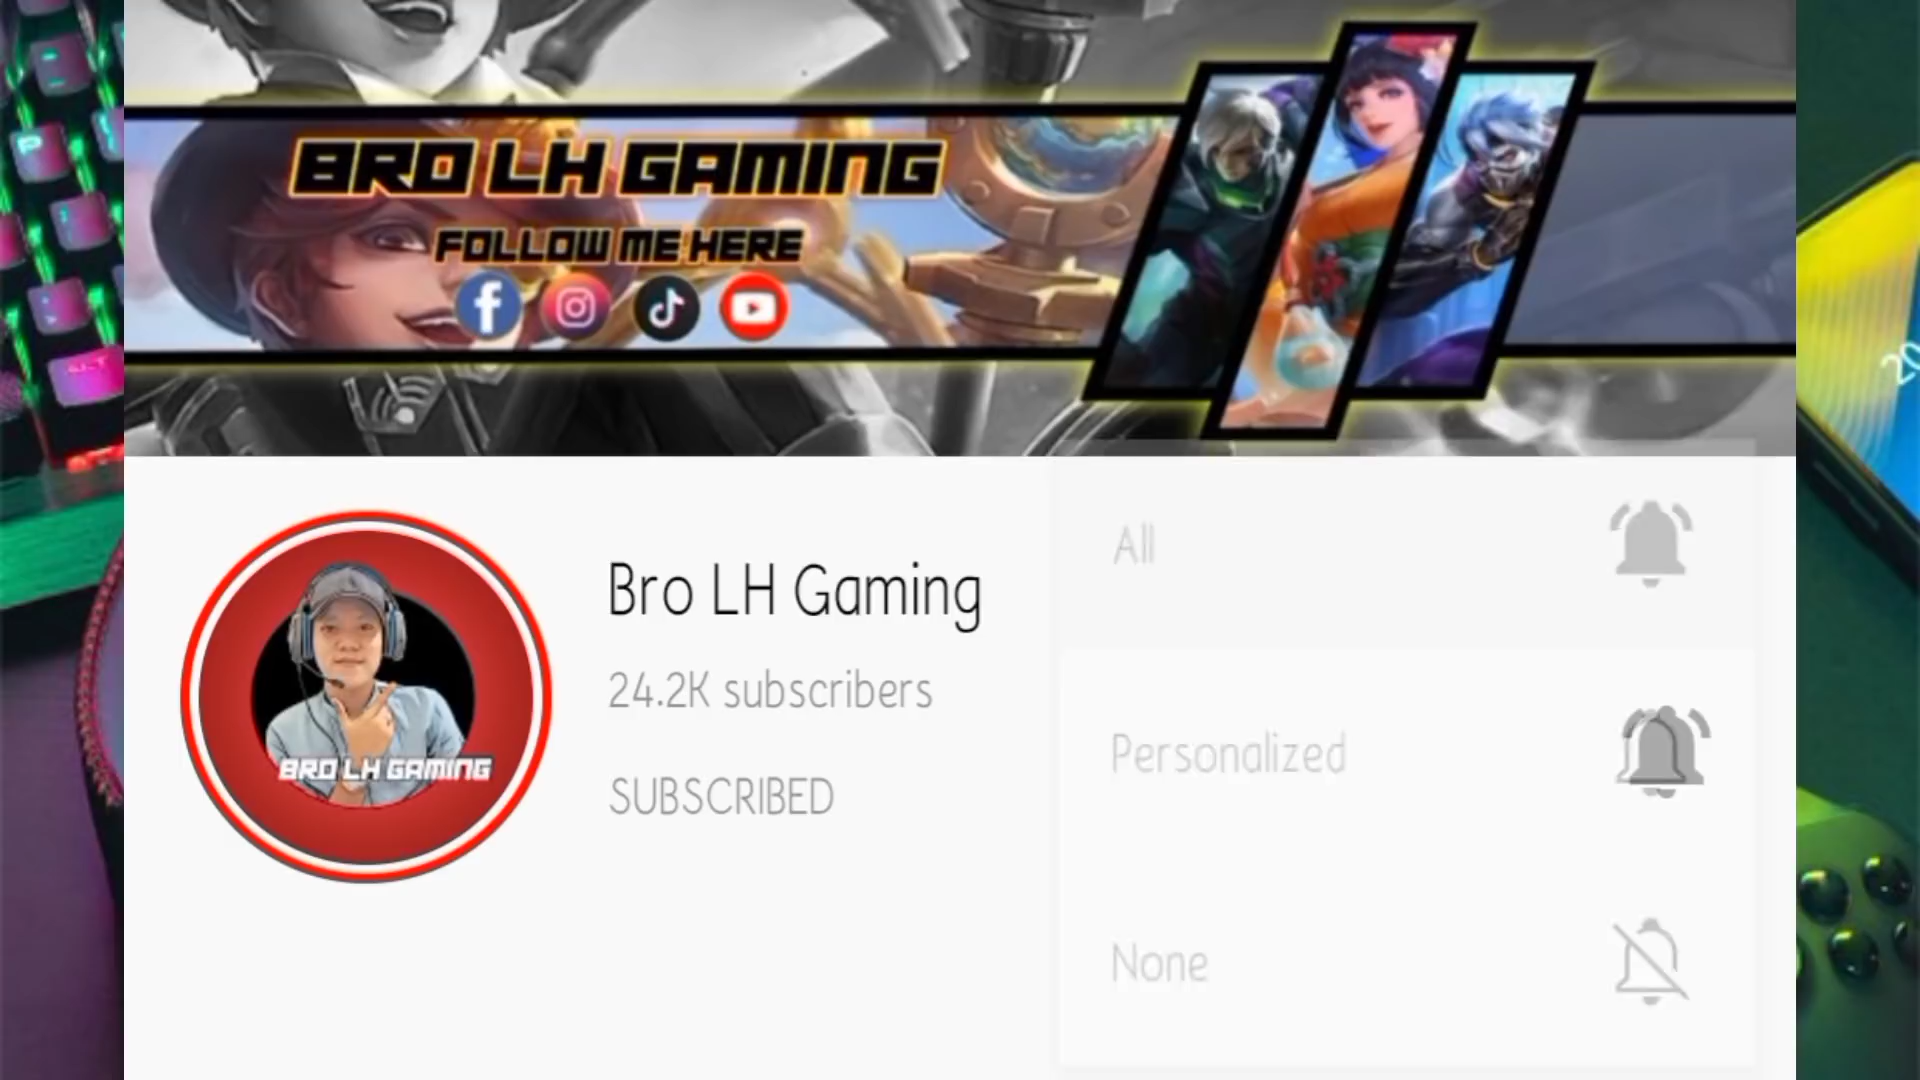 BRO LH GAMING
FOLLOW ME HERE
All
Bro LH Gaming
24.2K subscribers
Personalized
BRO LH GAMING
SUBSCRIBED
None
20